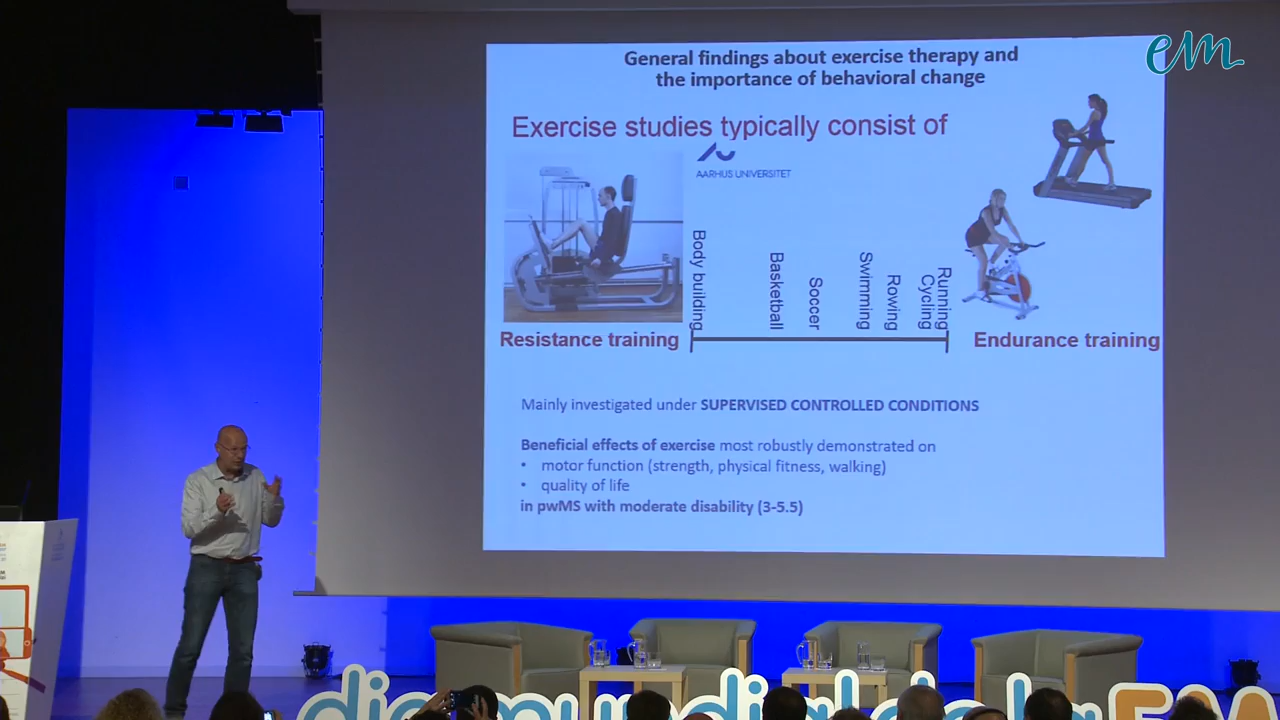 em
General findings about exercise therapy and
the importance of behavioral change
Exercise studies typically consist of
AARHUS UNIVERSITET
Body building
Basketball
Soccer
Swimming
Rowing
Cycling
Running
Resistance training
Endurance training
Mainly investigated under SUPERVISED CONTROLLED CONDITIONS
Beneficial effects of exercise most robustly demonstrated on
• motor function (strength, physical fitness, walking)
• quality of life
in pwMS with moderate disability (3-5.5)